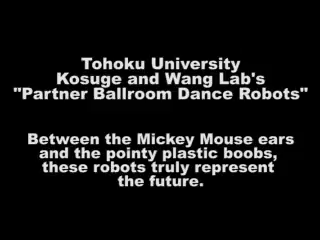 Tohoku University
Kosuge and Wang Lab's
"Partner Ballroom Dance Robots"
Between the Mickey Mouse ears
and the pointy plastic boobs,
these robots truly represent
the future.